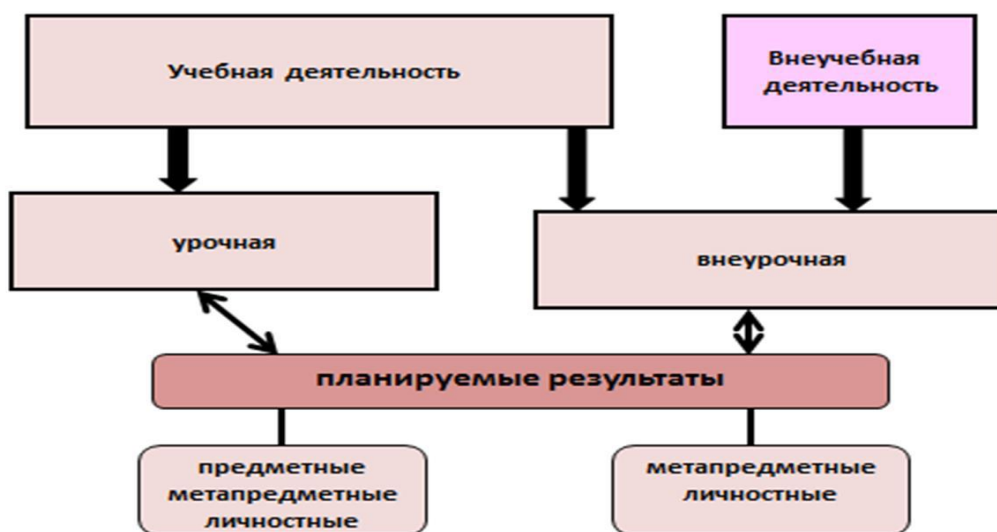 Учебная деятельность
Внеучебная
деятельность
урочная
внеурочная
планируемые результаты
предметные
метапредметные
личностные
метапредметные
личностные